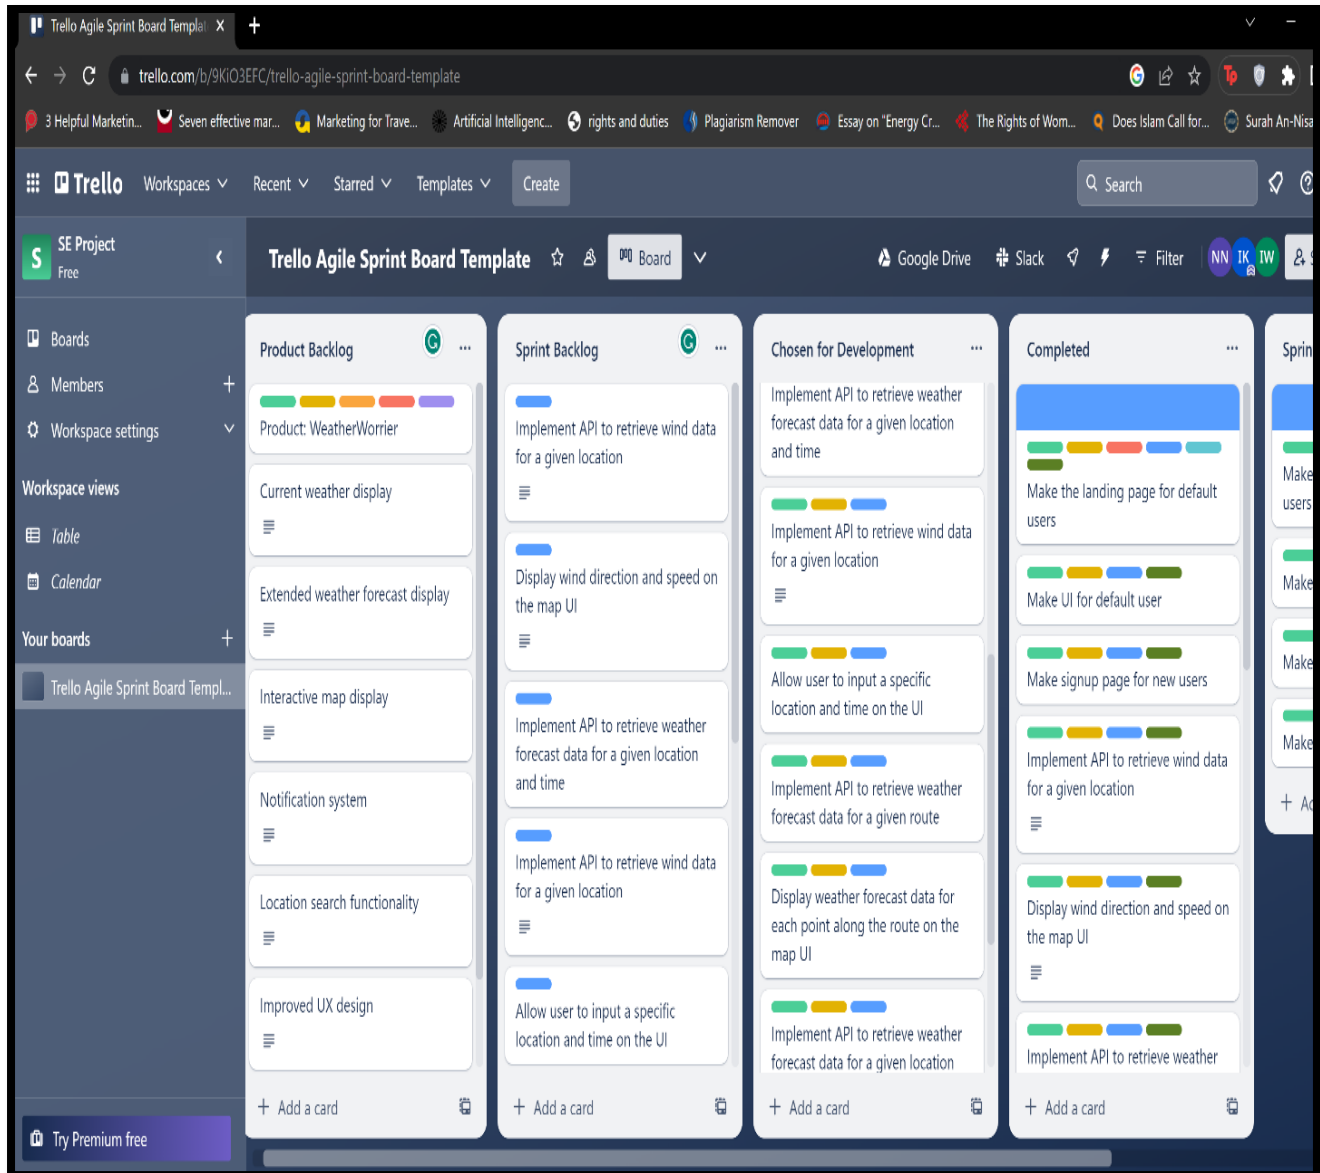 Trello Agile Sprint Board Templat
trello.com/b/9KiO3EFC/trello-agile-sprint-board-template
3 Helpful Marketin...
Seven effective mar...
Marketing for Trave...
Artificial Intelligenc...
rights and duties
Plagiarism Remover
Essay on "Energy Cr...
The Rights of Wom...
Does Islam Call for...
Surah An-Nisa
Trello
Workspaces
Recent
Starred
Templates
Create
Search
S
SE Project
Free
Trello Agile Sprint Board Template
Board
Google Drive
Slack
Filter
NN
IK
IW
Boards
Members
Workspace settings
Workspace views
Table
Calendar
Your boards
Trello Agile Sprint Board Templ...
Try Premium free
Product Backlog
Product: WeatherWorrier
Current weather display
Extended weather forecast display
Interactive map display
Notification system
Location search functionality
Improved UX design
+ Add a card
Sprint Backlog
Implement API to retrieve wind data
for a given location
Display wind direction and speed on
the map UI
Implement API to retrieve weather
forecast data for a given location
and time
Implement API to retrieve wind data
for a given location
Allow user to input a specific
location and time on the UI
+ Add a card
Chosen for Development
Implement API to retrieve weather
forecast data for a given location
and time
Implement API to retrieve wind data
for a given location
Allow user to input a specific
location and time on the UI
Implement API to retrieve weather
forecast data for a given route
Display weather forecast data for
each point along the route on the
map UI
Implement API to retrieve weather
forecast data for a given location
+ Add a card
Completed
Make the landing page for default
users
Make UI for default user
Make signup page for new users
Implement API to retrieve wind data
for a given location
Display wind direction and speed on
the map UI
Implement API to retrieve weather
+ Add a card
Sprin
Make
users
Make
Make
Make